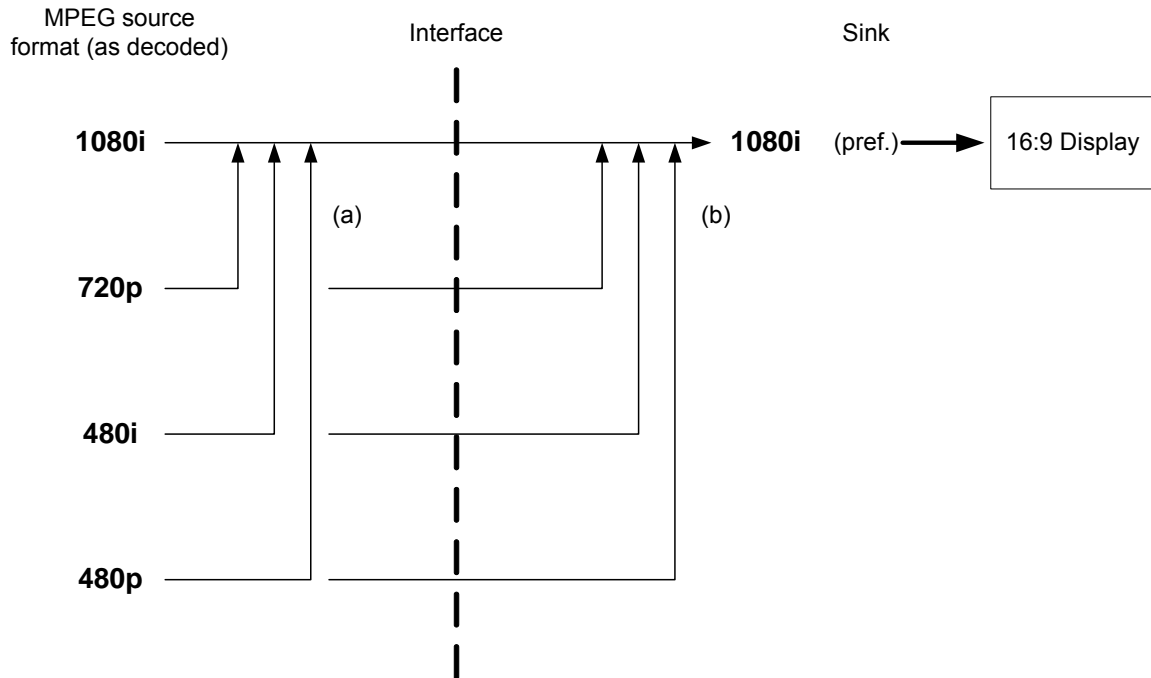 MPEG source
format (as decoded)
Interface
Sink
1080i
1080i
(pref.)
16:9 Display
(a)
(b)
720p
480i
480p